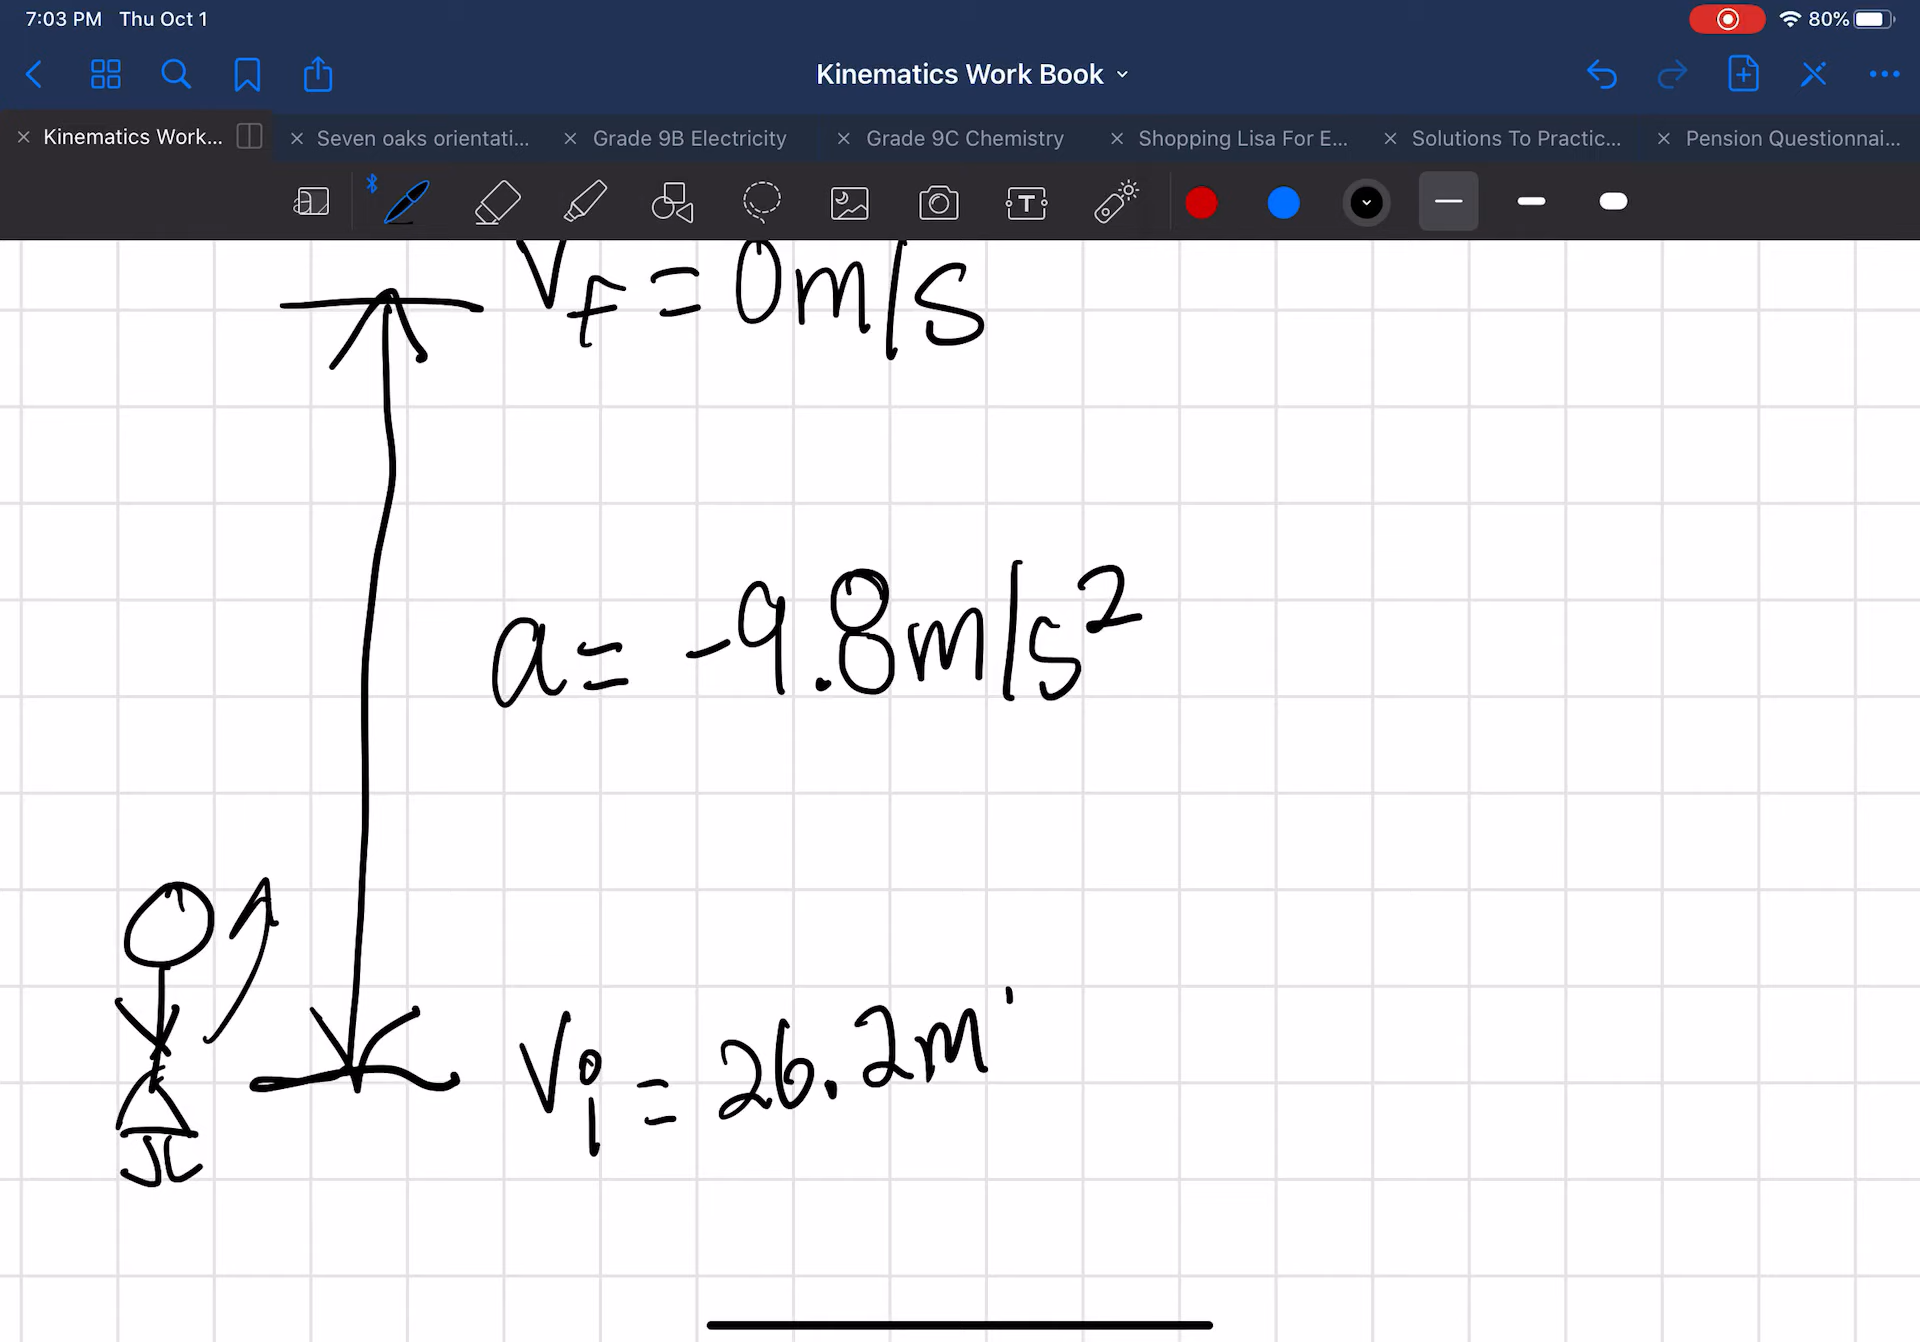 7:03 PM Thu Oct 1
80%
Kinematics Work Book
Kinematics Work...
Seven oaks orientati...
Grade 9B Electricity
Grade 9C Chemistry
Shopping Lisa For E...
Solutions To Practic...
Pension Questionnai...
a
T
Vf = 0m/s
a = -9.8m/s²
Vi = 26.2m